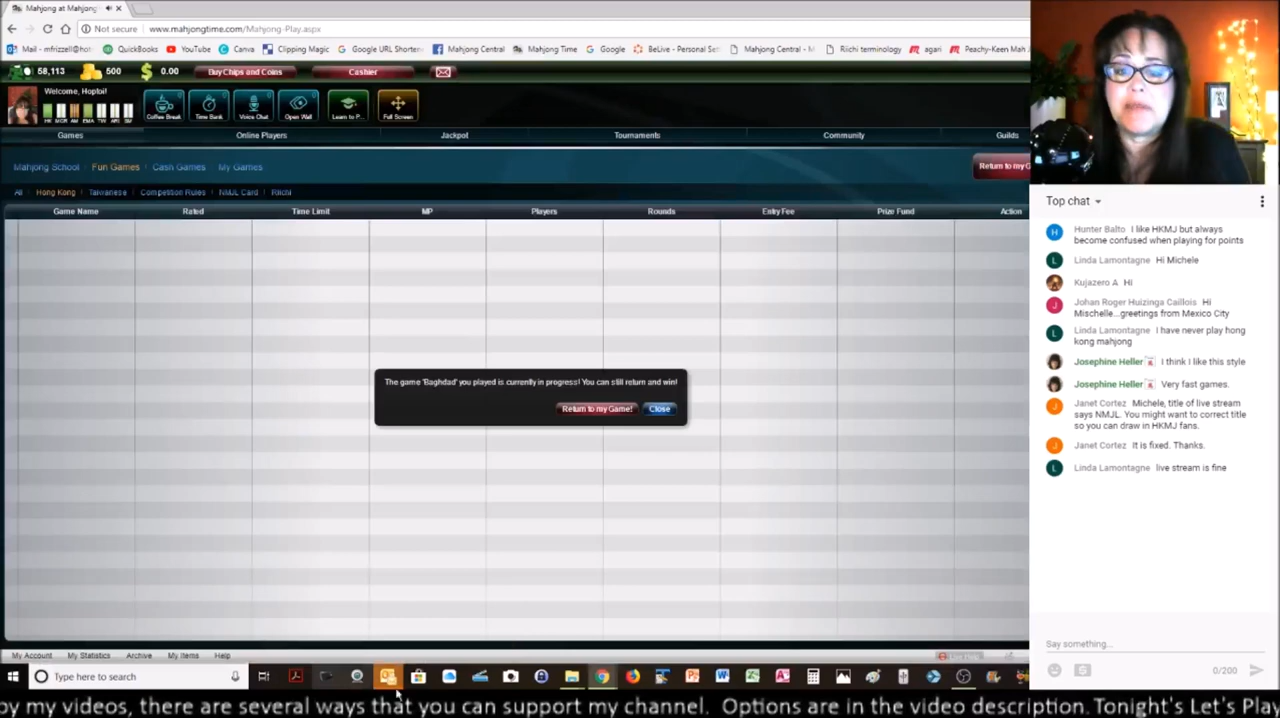 Mahjong at Mahjong
Not secure www.mahjongtime.com/Mahjong-Play.aspx
Mail - mfrizzell@hot QuickBooks YouTube Canva Clipping Magic Google URL Shorten Mahjong Central Mahjong Time Google BeLive - Personal Se Mahjong Central - M Riichi terminology agari Peachy-Keen Mah J
58,113 500 0.00 Buy Chips and Coins Cashier
Welcome, Hoptoi!
HK MCR AM EMA TW ARI SM
Coffee Break Time Bank Voice Chat Open Wall Learn to P... Full Screen
Games Online Players Jackpot Tournaments Community Guilds
Mahjong School Fun Games Cash Games My Games Return to my G
All Hong Kong Taiwanese Competition Rules NMJL Card Riichi
Game Name Rated Time Limit MP Players Rounds Entry Fee Prize Fund Action
The game 'Baghdad' you played is currently in progress! You can still return and win!
Return to my Game! Close
My Account My Statistics Archive My Items Help
Type here to search
Top chat
Hunter Balto I like HKMJ but always
become confused when playing for points
Linda Lamontagne Hi Michele
Kujazero A Hi
Johan Roger Huizinga Caillois Hi
Mischelle...greetings from Mexico City
Linda Lamontagne I have never play hong
kong mahjong
Josephine Heller I think I like this style
Josephine Heller Very fast games.
Janet Cortez Michele, title of live stream
says NMJL. You might want to correct title
so you can draw in HKMJ fans.
Janet Cortez It is fixed. Thanks.
Linda Lamontagne live stream is fine
Say something...
0/200
by my videos, there are several ways that you can support my channel. Options are in the video description. Tonight's Let's Play